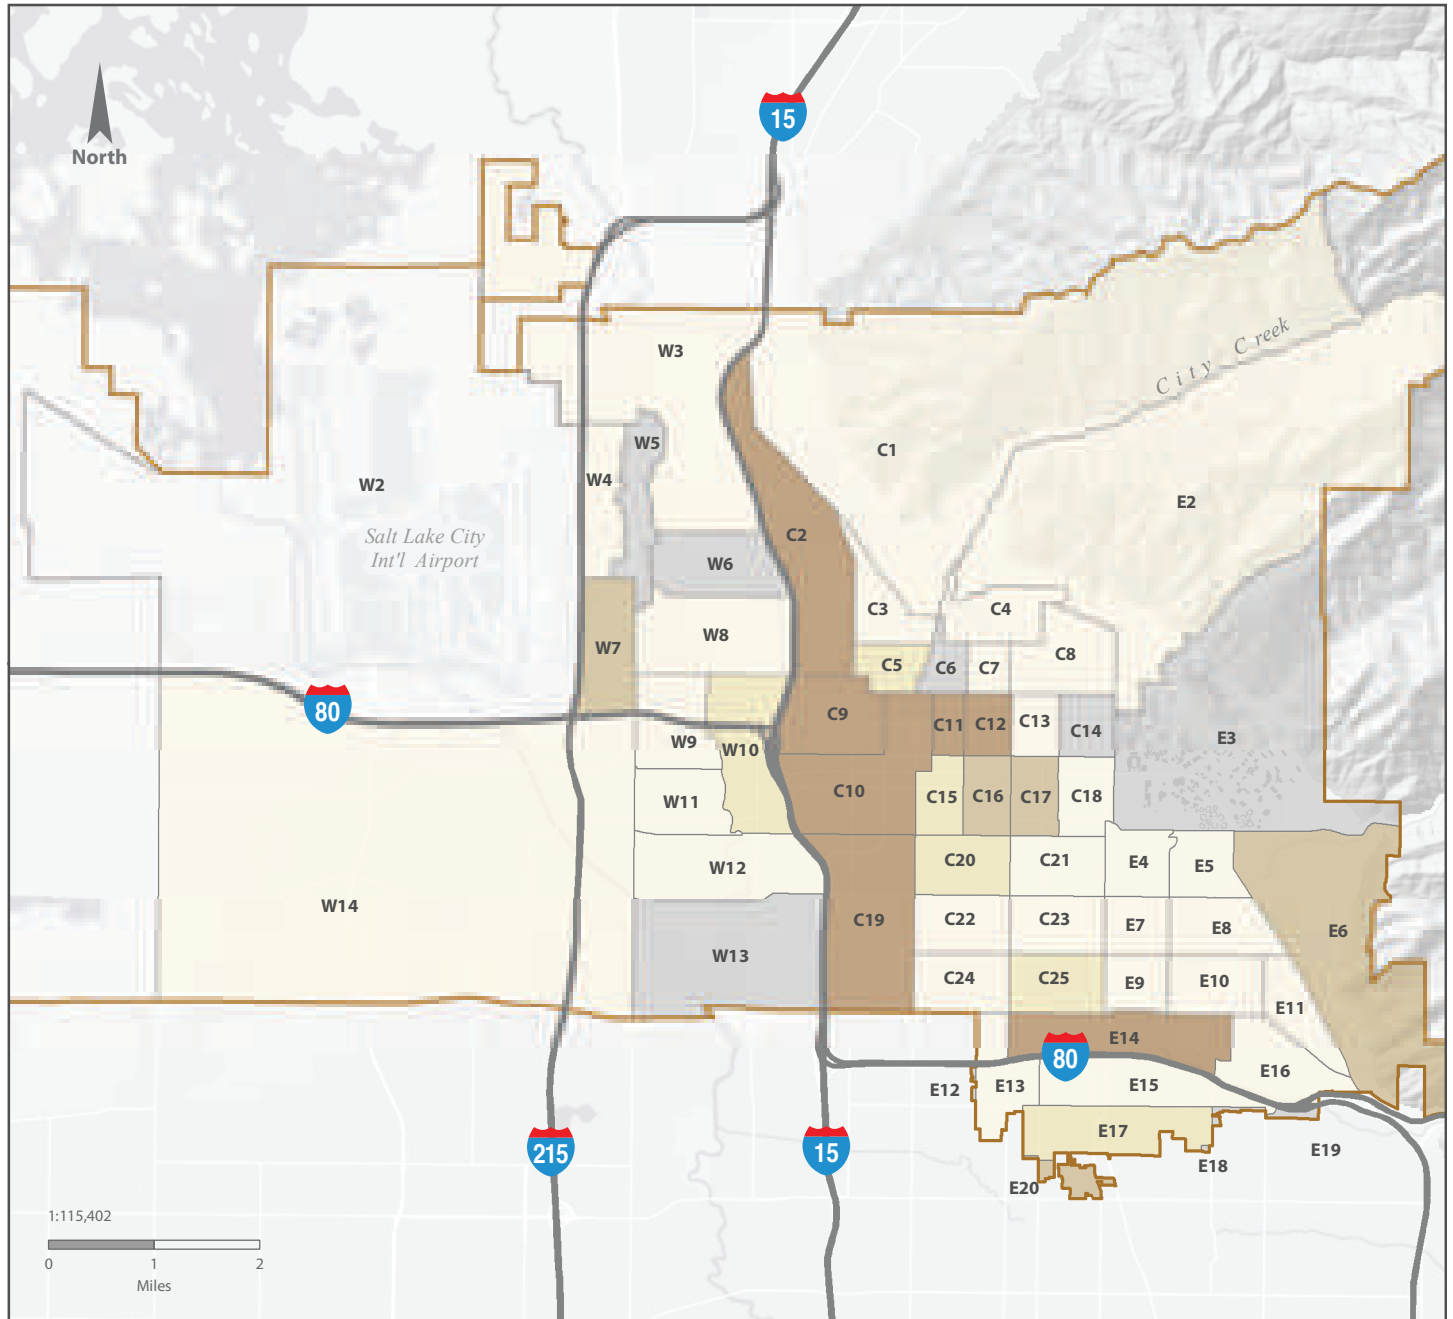 15
North
City Creek
W3
C1
W5
W4
W2
E2
Salt Lake City
Int'l Airport
C2
W6
C3
C4
W8
W7
C8
C5
C6
C7
80
C9
C11
C12
C13
C14
E3
W9
W10
C10
C15
C16
C17
C18
W11
C20
C21
E4
E5
W12
W14
C19
C22
C23
E7
E8
E6
W13
C24
C25
E9
E10
E11
E14
80
E12
E13
E15
E16
E17
215
15
E18
E19
E20
1:115,402
0 1 2
Miles